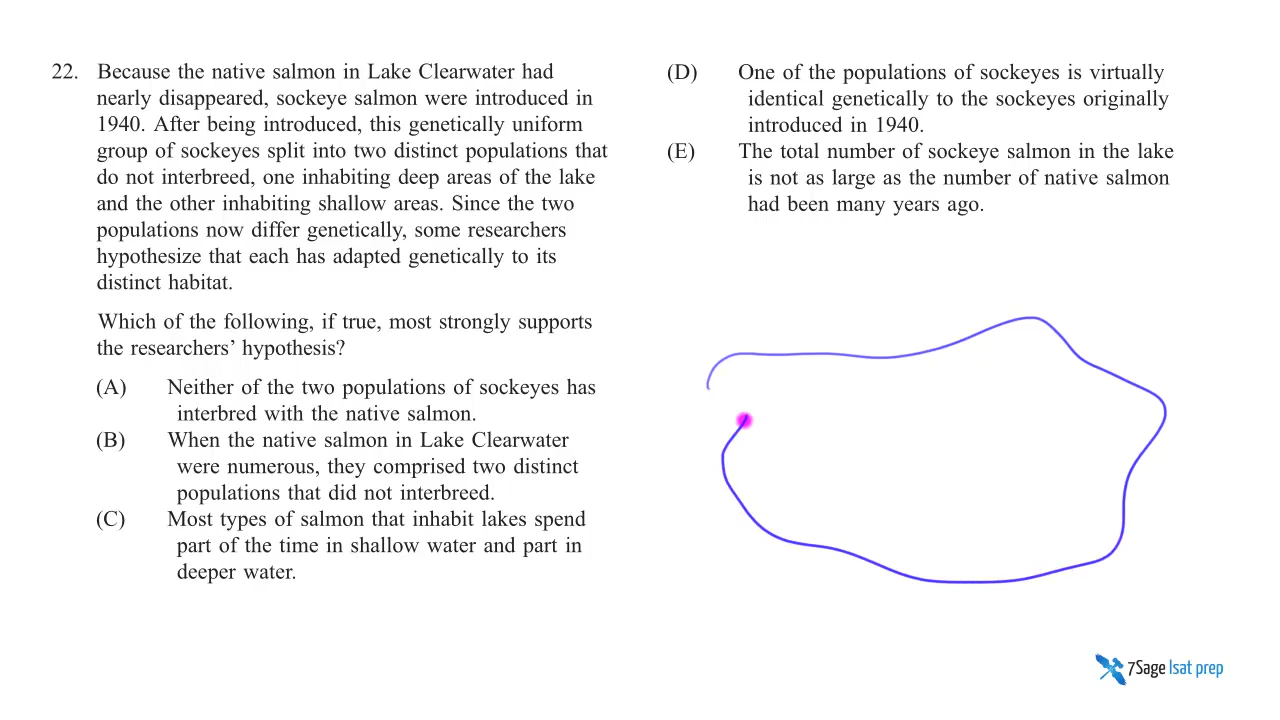 22. Because the native salmon in Lake Clearwater had
nearly disappeared, sockeye salmon were introduced in
1940. After being introduced, this genetically uniform
group of sockeyes split into two distinct populations that
do not interbreed, one inhabiting deep areas of the lake
and the other inhabiting shallow areas. Since the two
populations now differ genetically, some researchers
hypothesize that each has adapted genetically to its
distinct habitat.
Which of the following, if true, most strongly supports
the researchers’ hypothesis?
(A) Neither of the two populations of sockeyes has
interbred with the native salmon.
(B) When the native salmon in Lake Clearwater
were numerous, they comprised two distinct
populations that did not interbreed.
(C) Most types of salmon that inhabit lakes spend
part of the time in shallow water and part in
deeper water.
(D) One of the populations of sockeyes is virtually
identical genetically to the sockeyes originally
introduced in 1940.
(E) The total number of sockeye salmon in the lake
is not as large as the number of native salmon
had been many years ago.
7Sage lsat prep